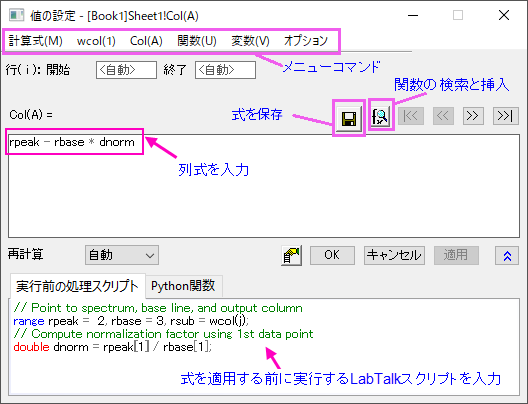 値の設定 - [Book1]Sheet1!Col(A)
計算式(M) wcol(1) Col(A) 関数(U) 変数(V) オプション
メニューコマンド
行(i): 開始 <自動> 終了 <自動>
関数の検索と挿入
Col(A) =
式を保存
<< << >> >>|
rpeak - rbase * dnorm
列式を入力
再計算 自動 OK キャンセル 適用
実行前の処理スクリプト Python関数
// Point to spectrum, base line, and output column
range rpeak = 2, rbase = 3, rsub = wcol(j);
// Compute normalization factor using 1st data point
double dnorm = rpeak[1] / rbase[1];
式を適用する前に実行するLabTalkスクリプトを入力